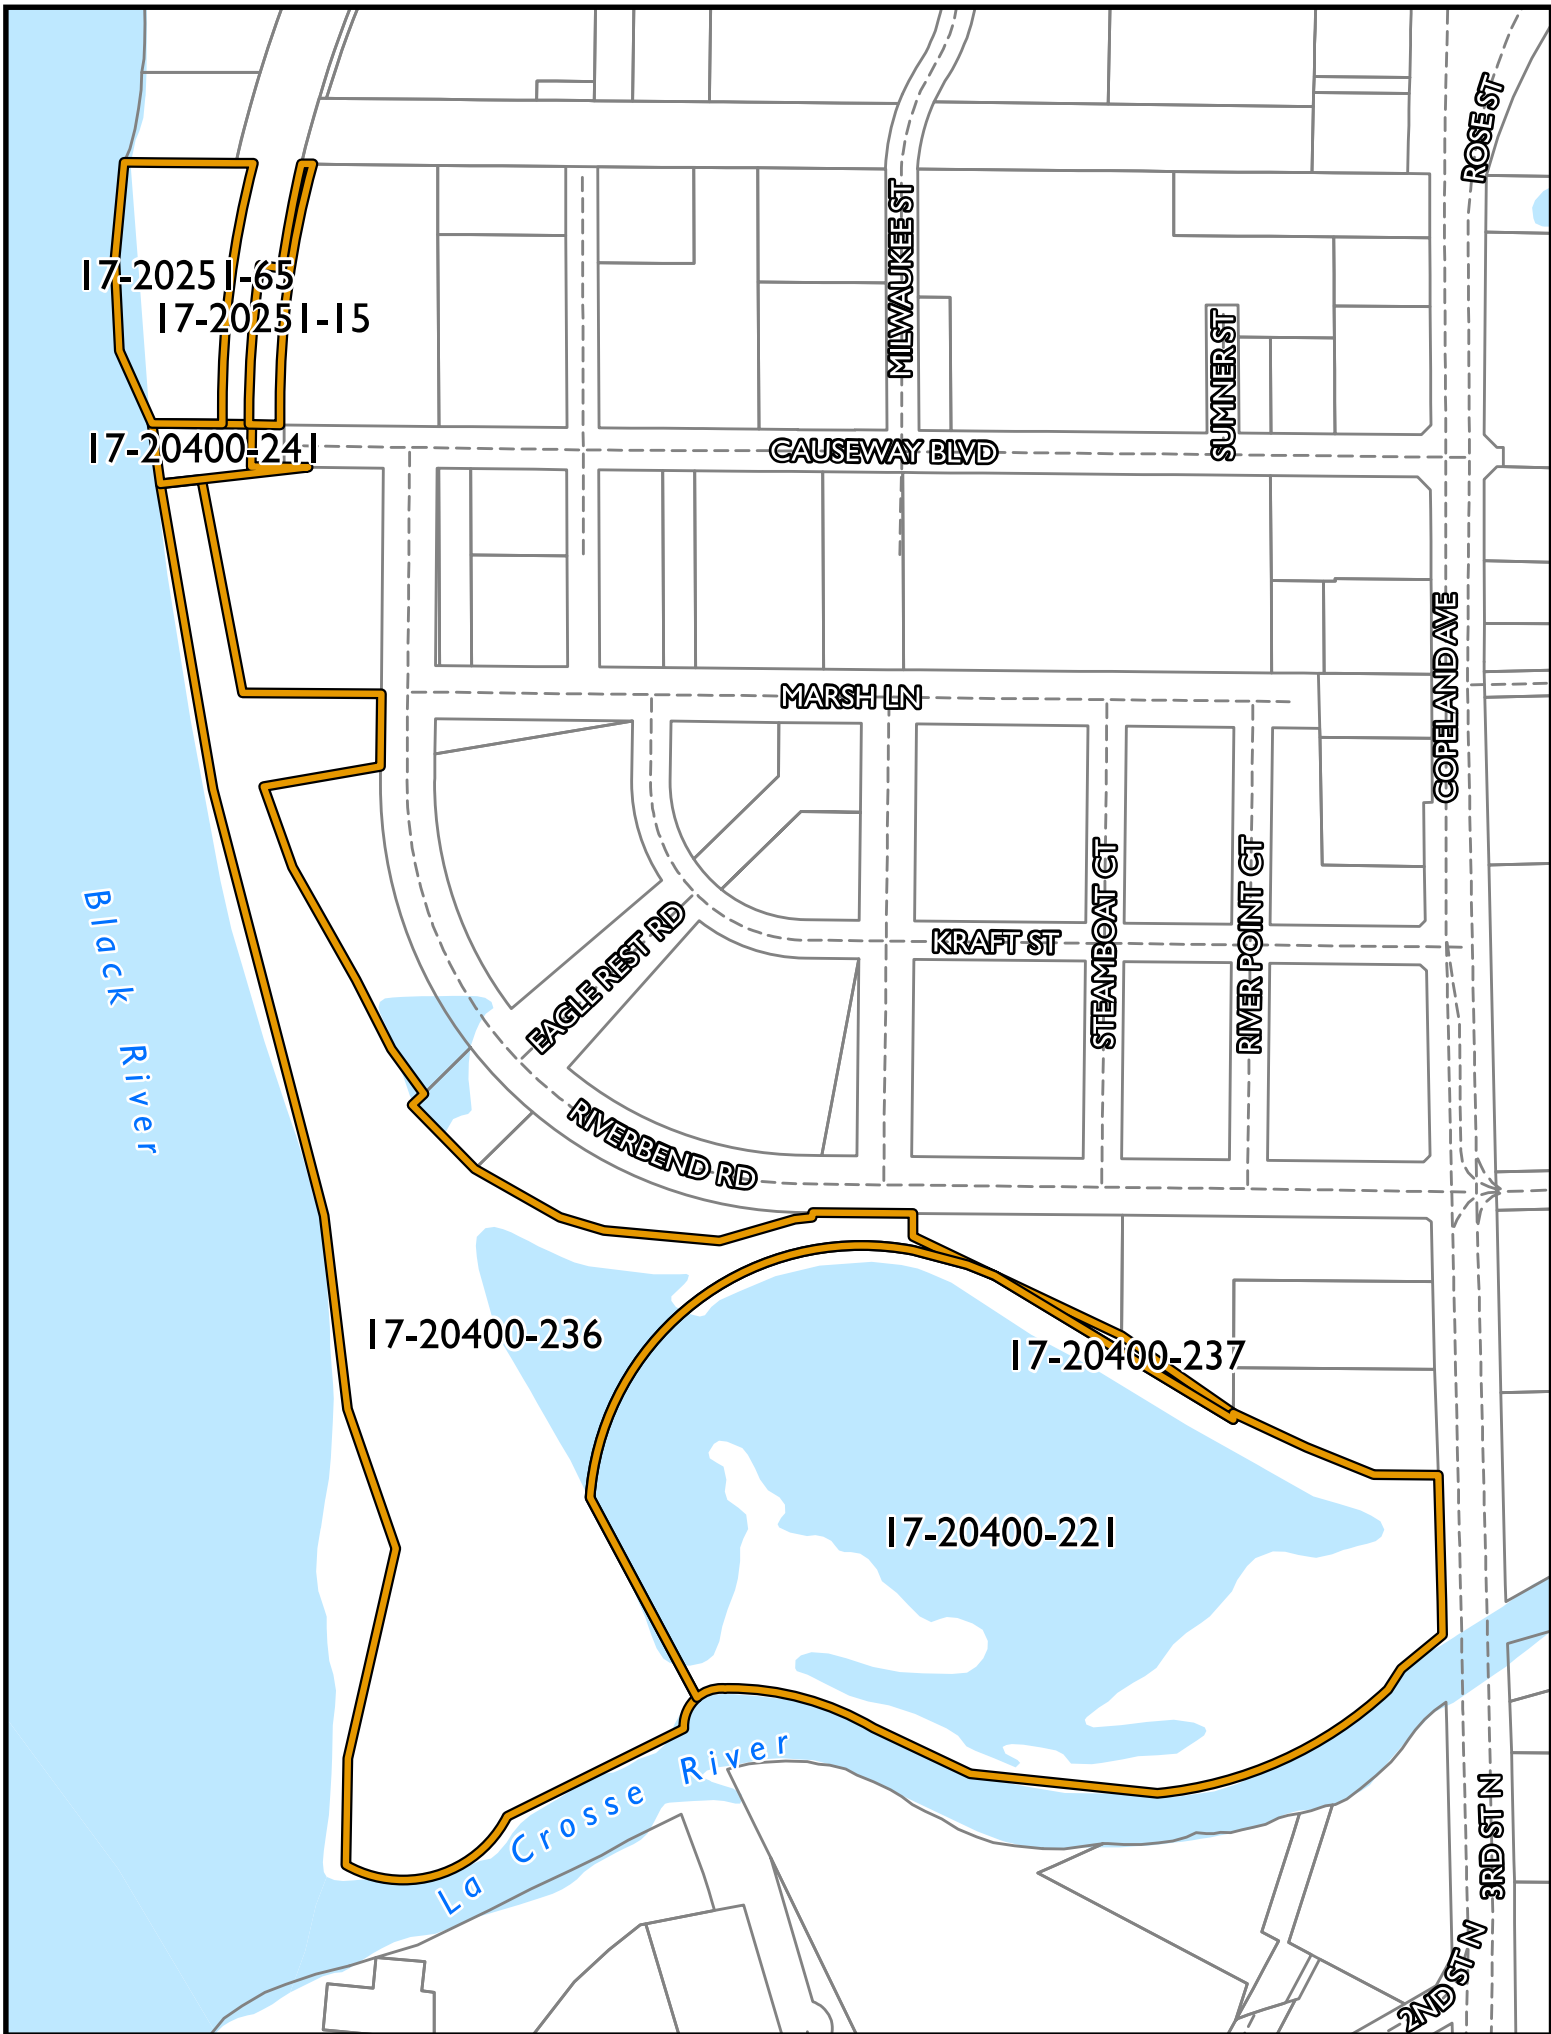 ROSE ST
MILWAUKEE ST
17-20251-65
17-20251-15
SUMNER ST
17-20400-241
CAUSEWAY BLVD
COPELAND AVE
MARSH LN
STEAMBOAT CT
RIVER POINT CT
Black River
EAGLE REST RD
KRAFT ST
RIVERBEND RD
17-20400-236
17-20400-237
17-20400-221
La Crosse River
3RD ST N
2ND ST N